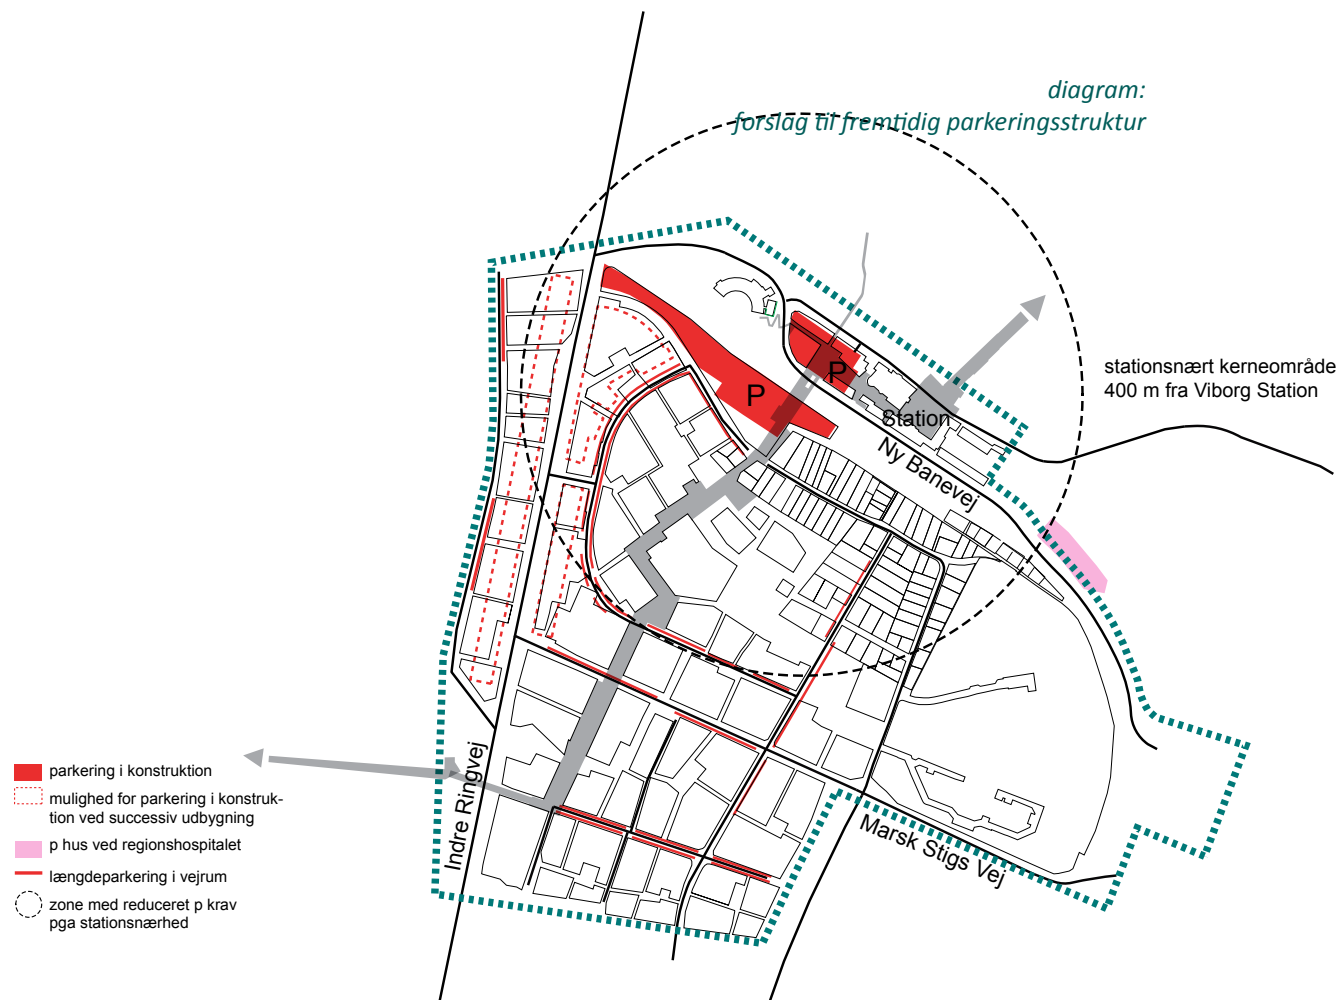 diagram:
forslag til fremtidig parkeringsstruktur
stationsnært kerneområde
400 m fra Viborg Station
P
P
Station
Ny Banevej
Indre Ringvej
Marsk Stigs Vej
parkering i konstruktion
mulighed for parkering i konstruk-
tion ved successiv udbygning
p hus ved regionshospitalet
længdeparkering i vejrum
zone med reduceret p krav
pga stationsnærhed